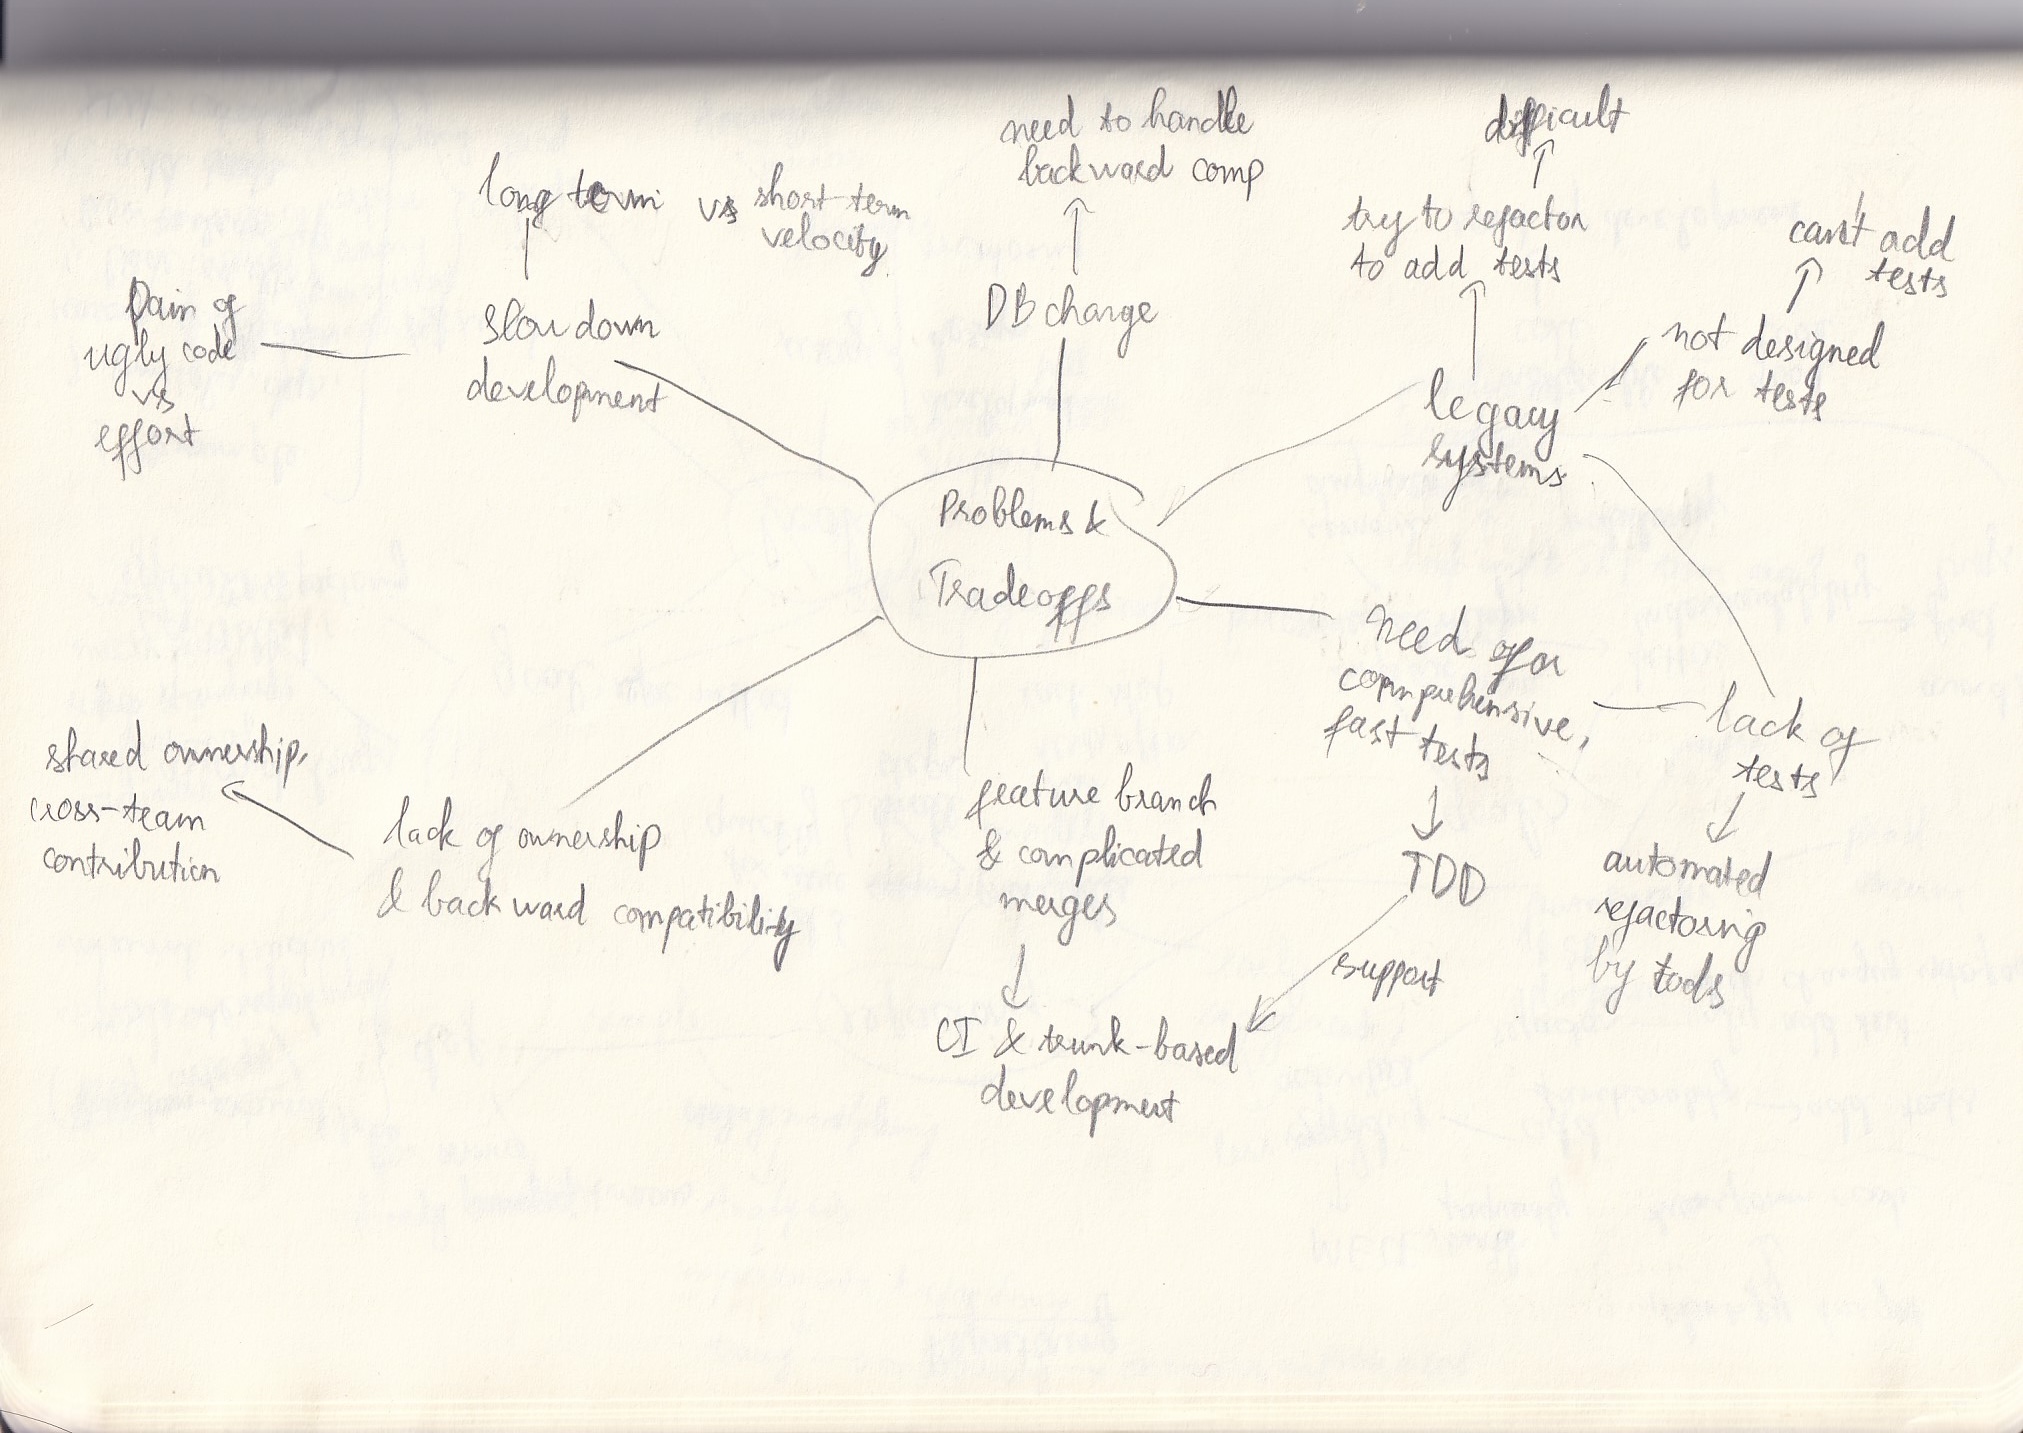 difficult
need to handle
backward comp
long term vs short term
velocity
try to refactor
to add tests
can't add
tests
pain of
ugly code
vs
effort
slow down
development
DB change
not designed
for tests
legacy
systems
Problems &
Tradeoffs
need of a
comprehensive,
fast tests
lack of
tests
shared ownership,
cross-team
contribution
lack of ownership
& backward compatibility
feature branch
& complicated
merges
TDD
automated
refactoring
by tools
support
CI & trunk-based
development